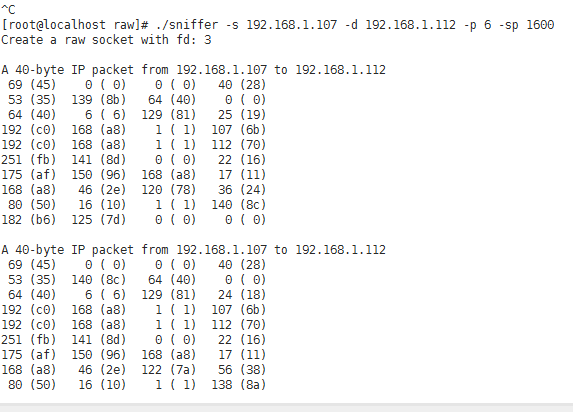 ^C
[root@localhost raw]# ./sniffer -s 192.168.1.107 -d 192.168.1.112 -p 6 -sp 1600
Create a raw socket with fd: 3

A 40-byte IP packet from 192.168.1.107 to 192.168.1.112
 69 (45)   0 ( 0)   0 ( 0)  40 (28)
 53 (35) 139 (8b)  64 (40)   0 ( 0)
 64 (40)   6 ( 6) 129 (81)  25 (19)
192 (c0) 168 (a8)   1 ( 1) 107 (6b)
192 (c0) 168 (a8)   1 ( 1) 112 (70)
251 (fb) 141 (8d)   0 ( 0)  22 (16)
175 (af) 150 (96) 168 (a8)  17 (11)
168 (a8)  46 (2e) 120 (78)  36 (24)
 80 (50)  16 (10)   1 ( 1) 140 (8c)
182 (b6) 125 (7d)   0 ( 0)   0 ( 0)

A 40-byte IP packet from 192.168.1.107 to 192.168.1.112
 69 (45)   0 ( 0)   0 ( 0)  40 (28)
 53 (35) 140 (8c)  64 (40)   0 ( 0)
 64 (40)   6 ( 6) 129 (81)  24 (18)
192 (c0) 168 (a8)   1 ( 1) 107 (6b)
192 (c0) 168 (a8)   1 ( 1) 112 (70)
251 (fb) 141 (8d)   0 ( 0)  22 (16)
175 (af) 150 (96) 168 (a8)  17 (11)
168 (a8)  46 (2e) 122 (7a)  56 (38)
 80 (50)  16 (10)   1 ( 1) 138 (8a)